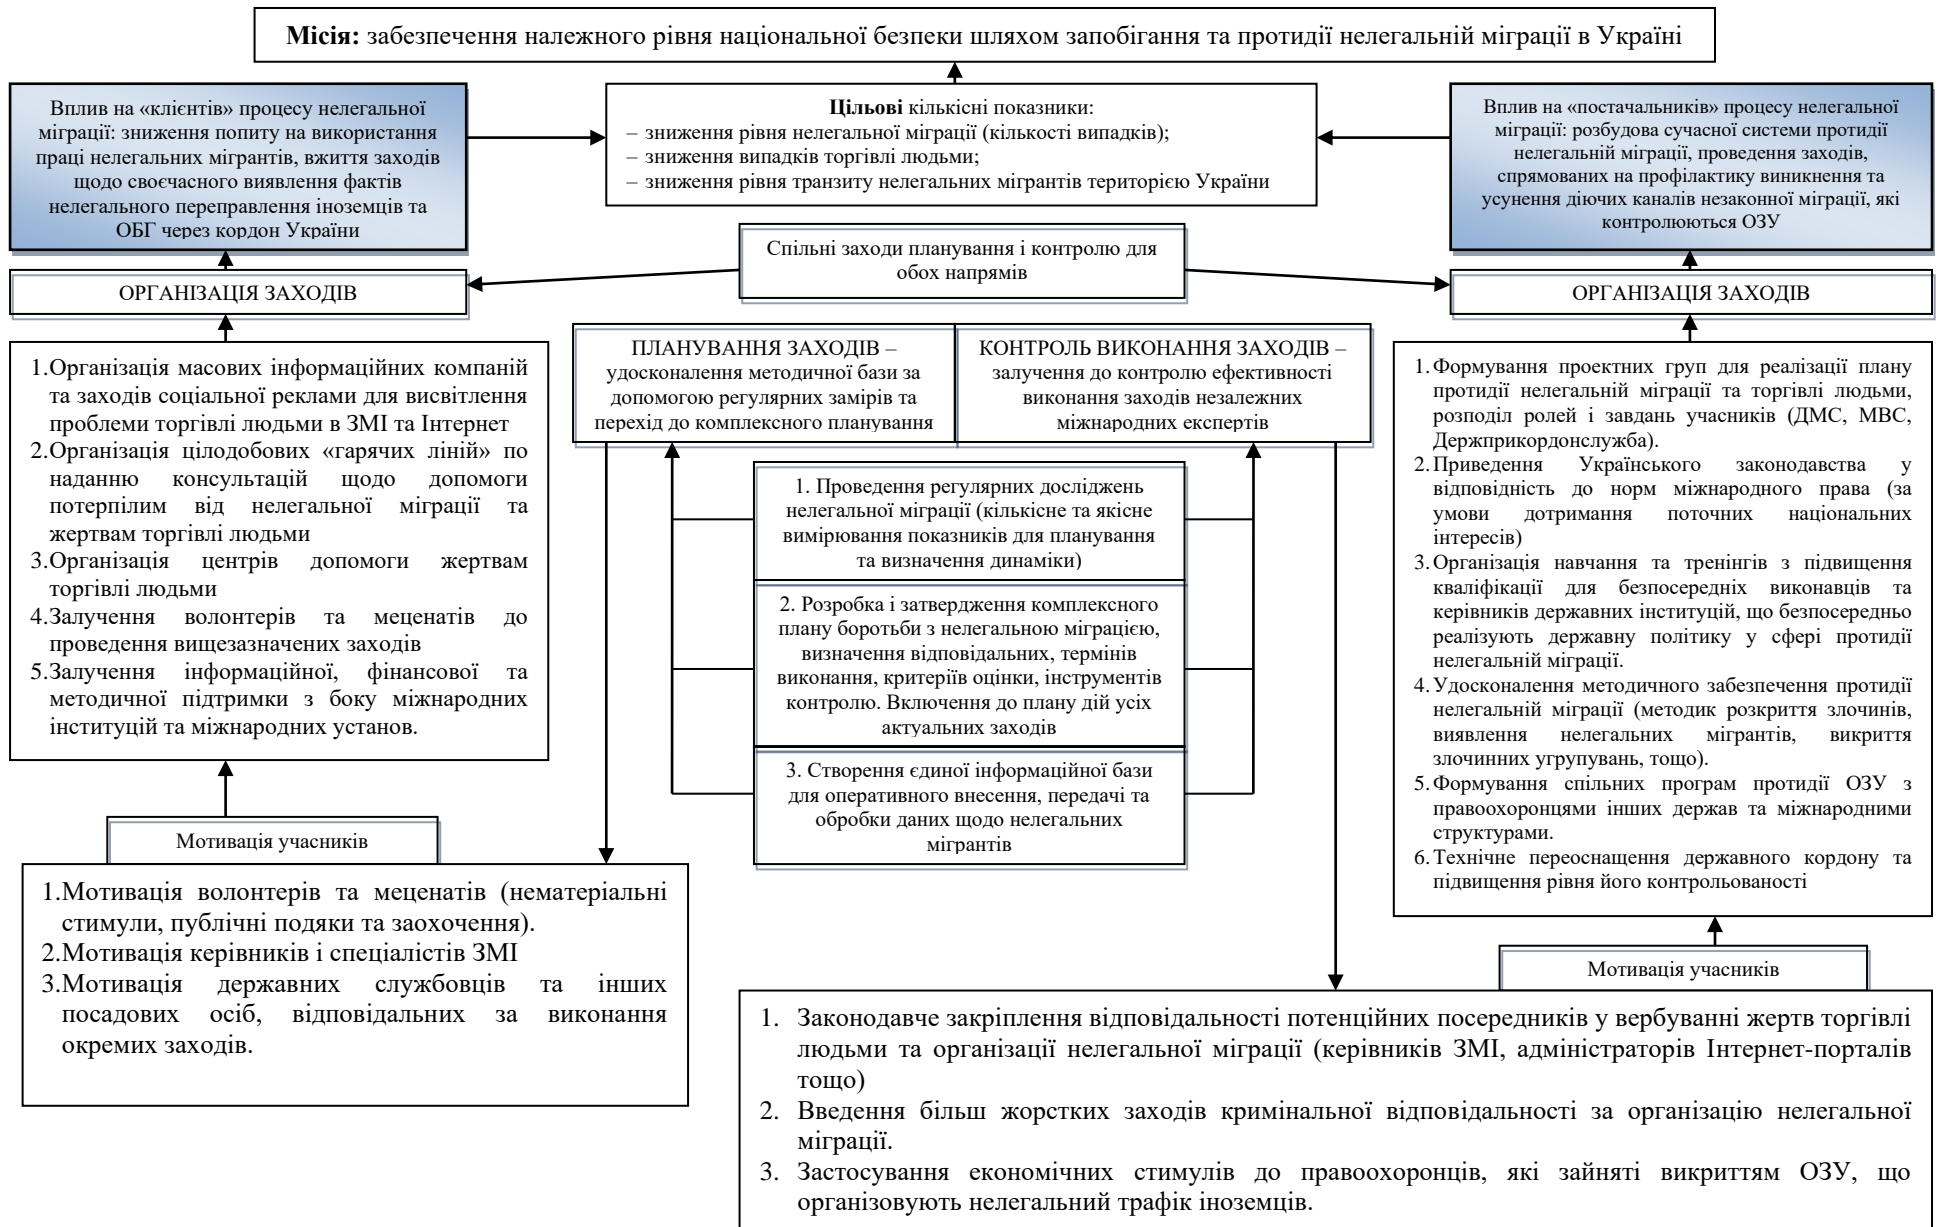 Місія: забезпечення належного рівня національної безпеки шляхом запобігання та протидії нелегальній міграції в Україні
Вплив на «клієнтів» процесу нелегальної
міграції: зниження попиту на використання
праці нелегальних мігрантів, вжиття заходів
щодо своєчасного виявлення фактів
нелегального переправлення іноземців та
ОБГ через кордон України
Цільові кількісні показники:
– зниження рівня нелегальної міграції (кількості випадків);
– зниження випадків торгівлі людьми;
– зниження рівня транзиту нелегальних мігрантів територією України
Вплив на «постачальників» процесу нелегальної
міграції: розбудова сучасної системи протидії
нелегальній міграції, проведення заходів,
спрямованих на профілактику виникнення та
усунення діючих каналів незаконної міграції, які
контролюються ОЗУ
Спільні заходи планування і контролю для
обох напрямів
ОРГАНІЗАЦІЯ ЗАХОДІВ
ОРГАНІЗАЦІЯ ЗАХОДІВ
1.Організація масових інформаційних компаній
та заходів соціальної реклами для висвітлення
проблеми торгівлі людьми в ЗМІ та Інтернет
2.Організація цілодобових «гарячих ліній» по
наданню консультацій щодо допомоги
потерпілим від нелегальної міграції та
жертвам торгівлі людьми
3.Організація центрів допомоги жертвам
торгівлі людьми
4.Залучення волонтерів та меценатів до
проведення вищезазначених заходів
5.Залучення інформаційної, фінансової та
методичної підтримки з боку міжнародних
інституцій та міжнародних установ.
ПЛАНУВАННЯ ЗАХОДІВ –
удосконалення методичної бази за
допомогою регулярних замірів та
перехід до комплексного планування
КОНТРОЛЬ ВИКОНАННЯ ЗАХОДІВ –
залучення до контролю ефективності
виконання заходів незалежних
міжнародних експертів
1. Проведення регулярних досліджень
нелегальної міграції (кількісне та якісне
вимірювання показників для планування
та визначення динаміки)
2. Розробка і затвердження комплексного
плану боротьби з нелегальною міграцією,
визначення відповідальних, термінів
виконання, критеріїв оцінки, інструментів
контролю. Включення до плану дій усіх
актуальних заходів
3. Створення єдиної інформаційної бази
для оперативного внесення, передачі та
обробки даних щодо нелегальних
мігрантів
1. Формування проектних груп для реалізації плану
протидії нелегальній міграції та торгівлі людьми,
розподіл ролей і завдань учасників (ДМС, МВС,
Держприкордонслужба).
2. Приведення Українського законодавства у
відповідність до норм міжнародного права (за
умови дотримання поточних національних
інтересів)
3. Організація навчання та тренінгів з підвищення
кваліфікації для безпосередніх виконавців та
керівників державних інституцій, що безпосередньо
реалізують державну політику у сфері протидії
нелегальній міграції.
4. Удосконалення методичного забезпечення протидії
нелегальній міграції (методик розкриття злочинів,
виявлення нелегальних мігрантів, викриття
злочинних угрупувань, тощо).
5. Формування спільних програм протидії ОЗУ з
правоохоронцями інших держав та міжнародними
структурами.
6. Технічне переоснащення державного кордону та
підвищення рівня його контрольованості
Мотивація учасників
1.Мотивація волонтерів та меценатів (нематеріальні
стимули, публічні подяки та заохочення).
2.Мотивація керівників і спеціалістів ЗМІ
3.Мотивація державних службовців та інших
посадових осіб, відповідальних за виконання
окремих заходів.
Мотивація учасників
1. Законодавче закріплення відповідальності потенційних посередників у вербуванні жертв торгівлі
людьми та організації нелегальної міграції (керівників ЗМІ, адміністраторів Інтернет-порталів
тощо)
2. Введення більш жорстких заходів кримінальної відповідальності за організацію нелегальної
міграції.
3. Застосування економічних стимулів до правоохоронців, які зайняті викриттям ОЗУ, що
організовують нелегальний трафік іноземців.